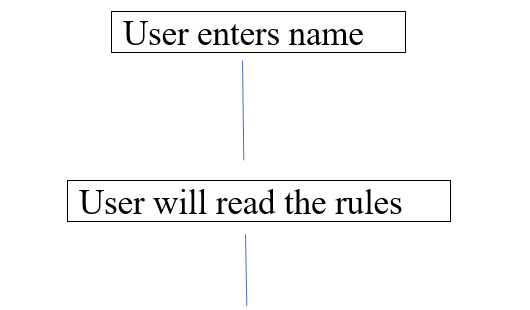 User enters name
User will read the rules